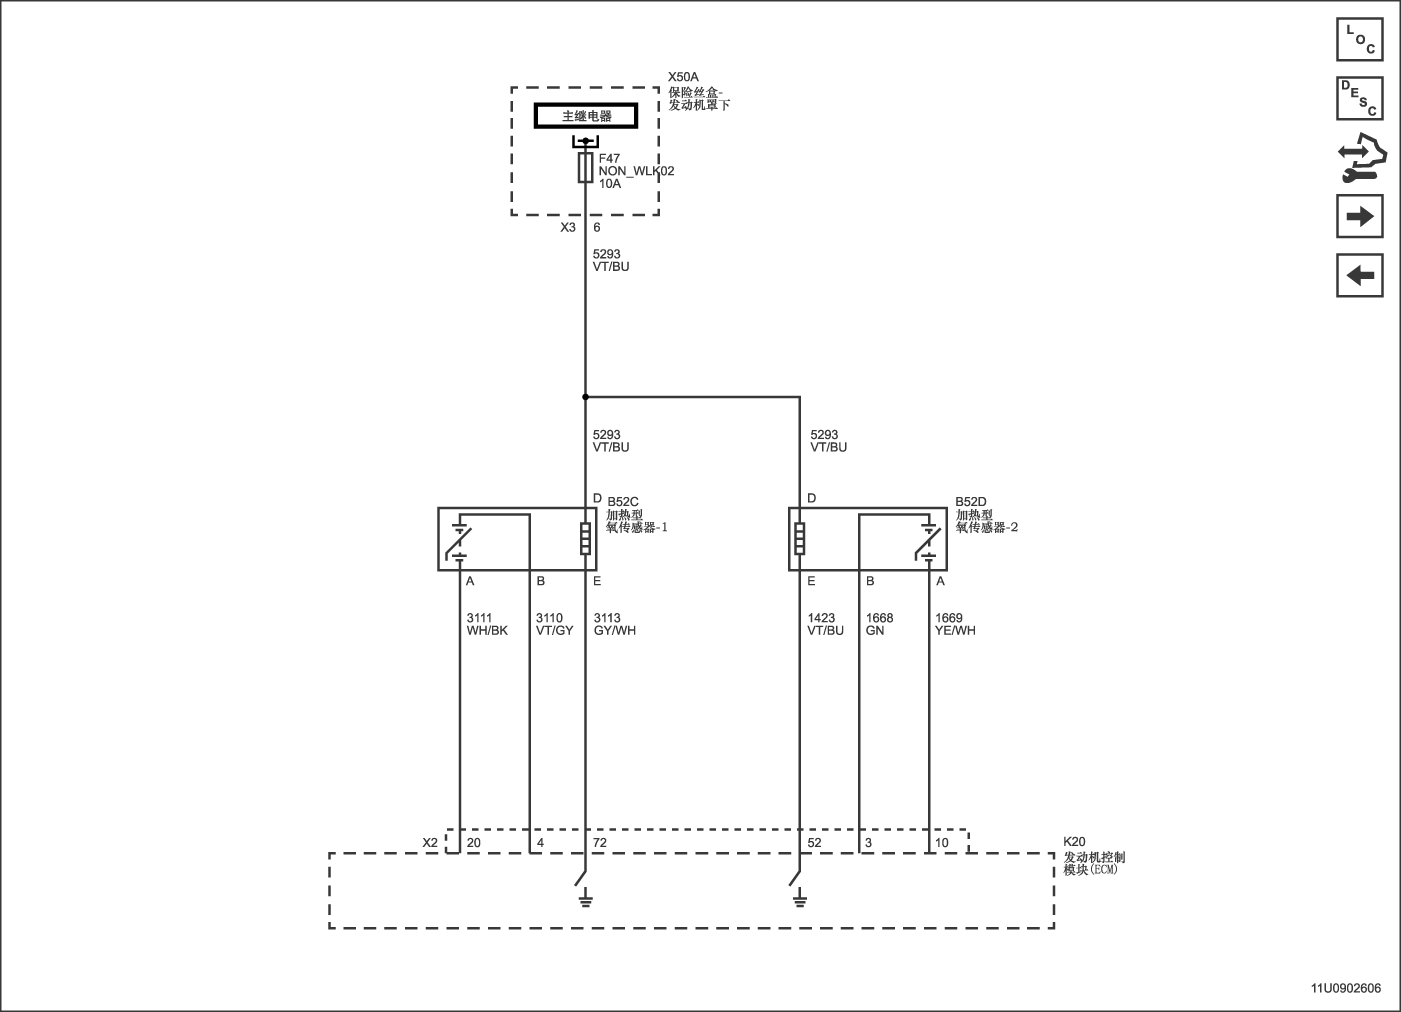 L
O
C
D
E
S
C
X50A
保险丝盒-
发动机罩下
主继电器
F47
NON_WLK02
10A
X3
6
5293
VT/BU
5293
VT/BU
5293
VT/BU
D
B52C
加热型
氧传感器-1
D
B52D
加热型
氧传感器-2
A
B
E
E
B
A
3111
WH/BK
3110
VT/GY
3113
GY/WH
1423
VT/BU
1668
GN
1669
YE/WH
X2
20
4
72
52
3
10
K20
发动机控制
模块(ECM)
11U0902606